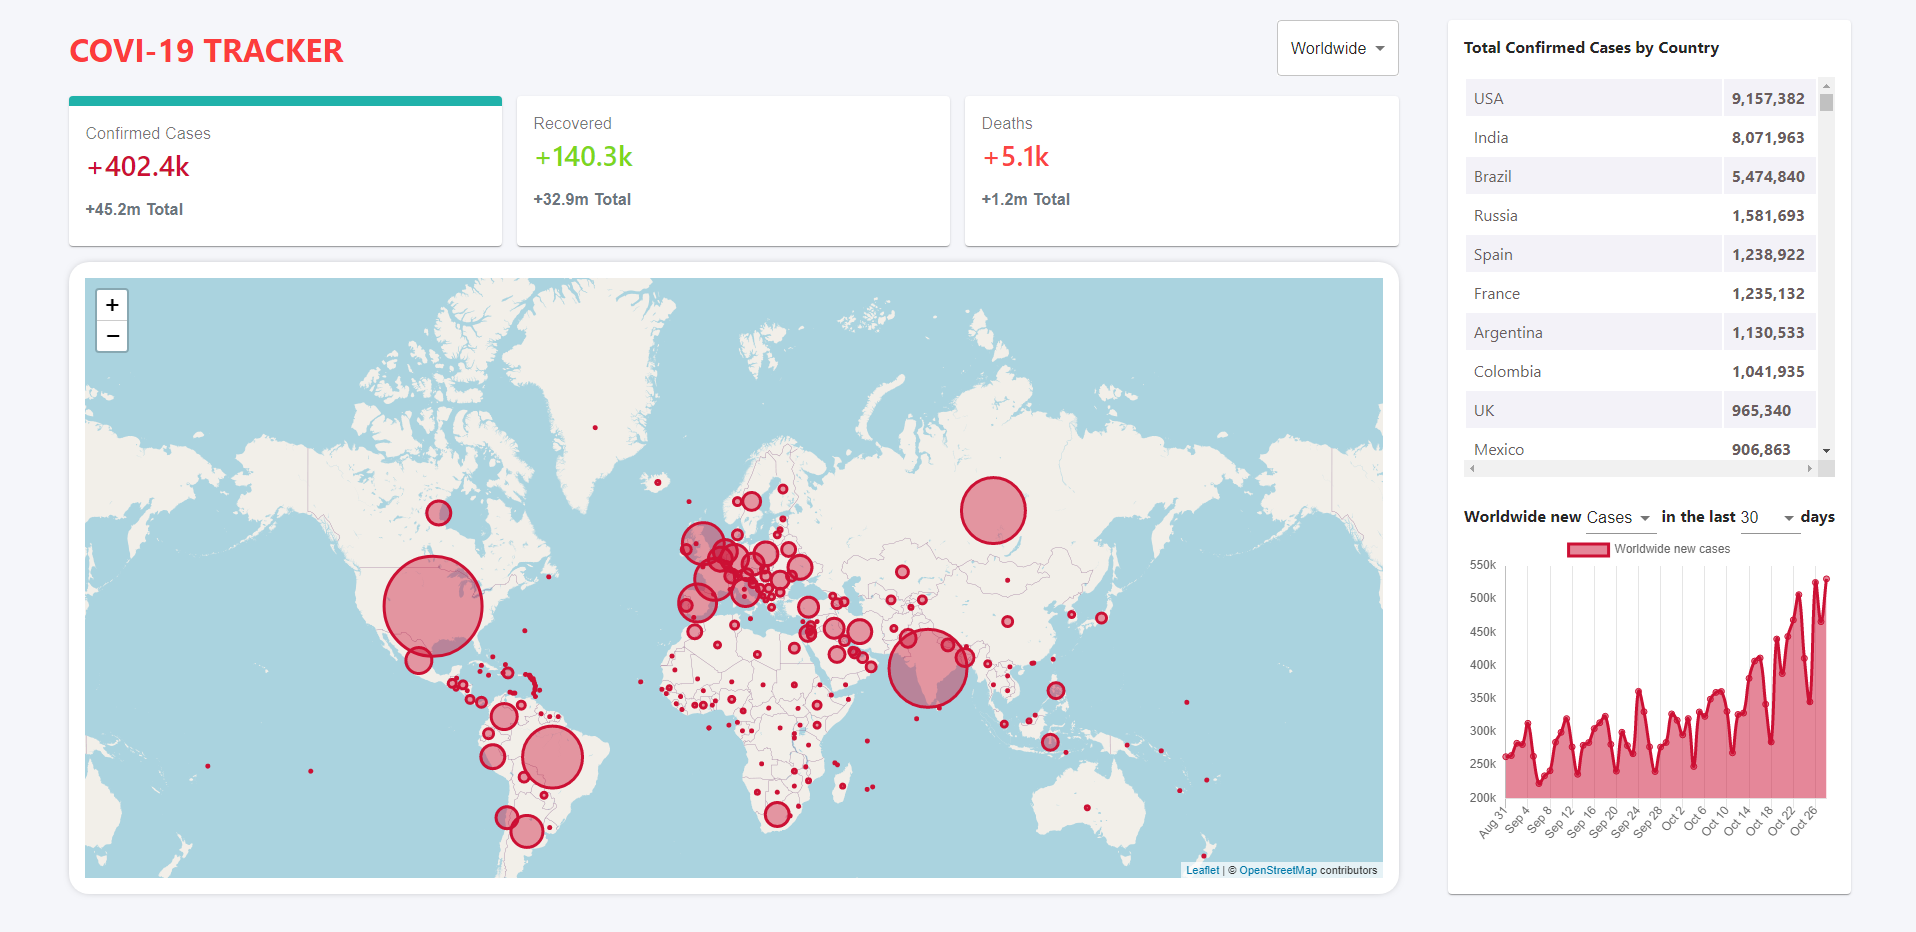 COVI-19 TRACKER
Worldwide
Confirmed Cases
+402.4k
+45.2m Total
Recovered
+140.3k
+32.9m Total
Deaths
+5.1k
+1.2m Total
+
−
Leaflet | © OpenStreetMap contributors
Total Confirmed Cases by Country
USA 9,157,382
India 8,071,963
Brazil 5,474,840
Russia 1,581,693
Spain 1,238,922
France 1,235,132
Argentina 1,130,533
Colombia 1,041,935
UK 965,340
Mexico 906,863
Worldwide new Cases in the last 30 days
Worldwide new cases
550k
500k
450k
400k
350k
300k
250k
200k
Aug 31 Sep 4 Sep 8 Sep 12 Sep 16 Sep 20 Sep 24 Sep 28 Oct 2 Oct 6 Oct 10 Oct 14 Oct 18 Oct 22 Oct 26